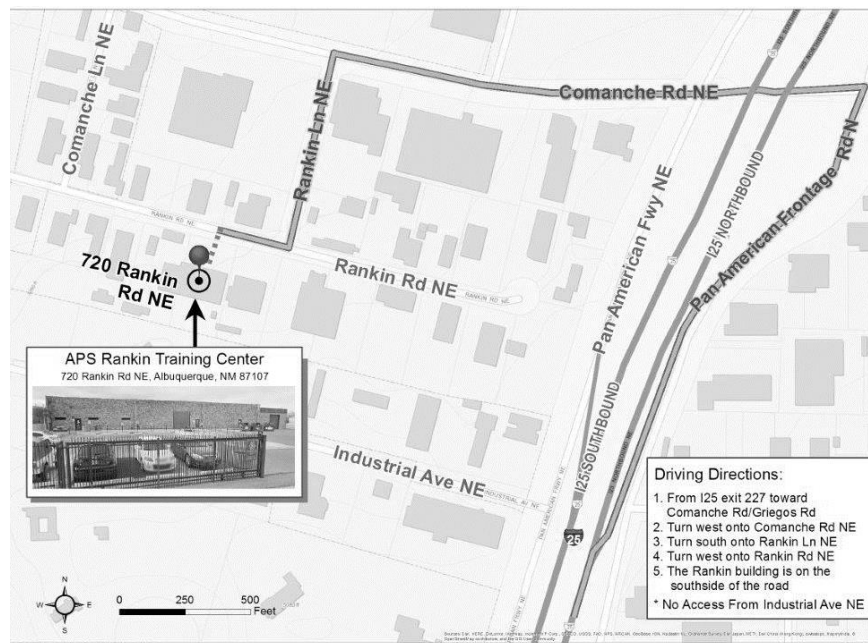 Comanche Ln NE
Rankin Ln NE
Comanche Rd NE
Pan American Frontage Rd N
I25 NORTHBOUND
Pan American Fwy NE
RANKIN RD NE
Rankin Rd NE
RANKIN RD NE
720 Rankin
Rd NE
APS Rankin Training Center
720 Rankin Rd NE, Albuquerque, NM 87107
I25 SOUTHBOUND
Industrial Ave NE
INDUSTRIAL AV NE
PAN AMERICAN FRWY NE
25
Driving Directions:
1. From I25 exit 227 toward
Comanche Rd/Griegos Rd
2. Turn west onto Comanche Rd NE
3. Turn south onto Rankin Ln NE
4. Turn west onto Rankin Rd NE
5. The Rankin building is on the
southside of the road
* No Access From Industrial Ave NE
N
W
E
S
0 250 500
Feet